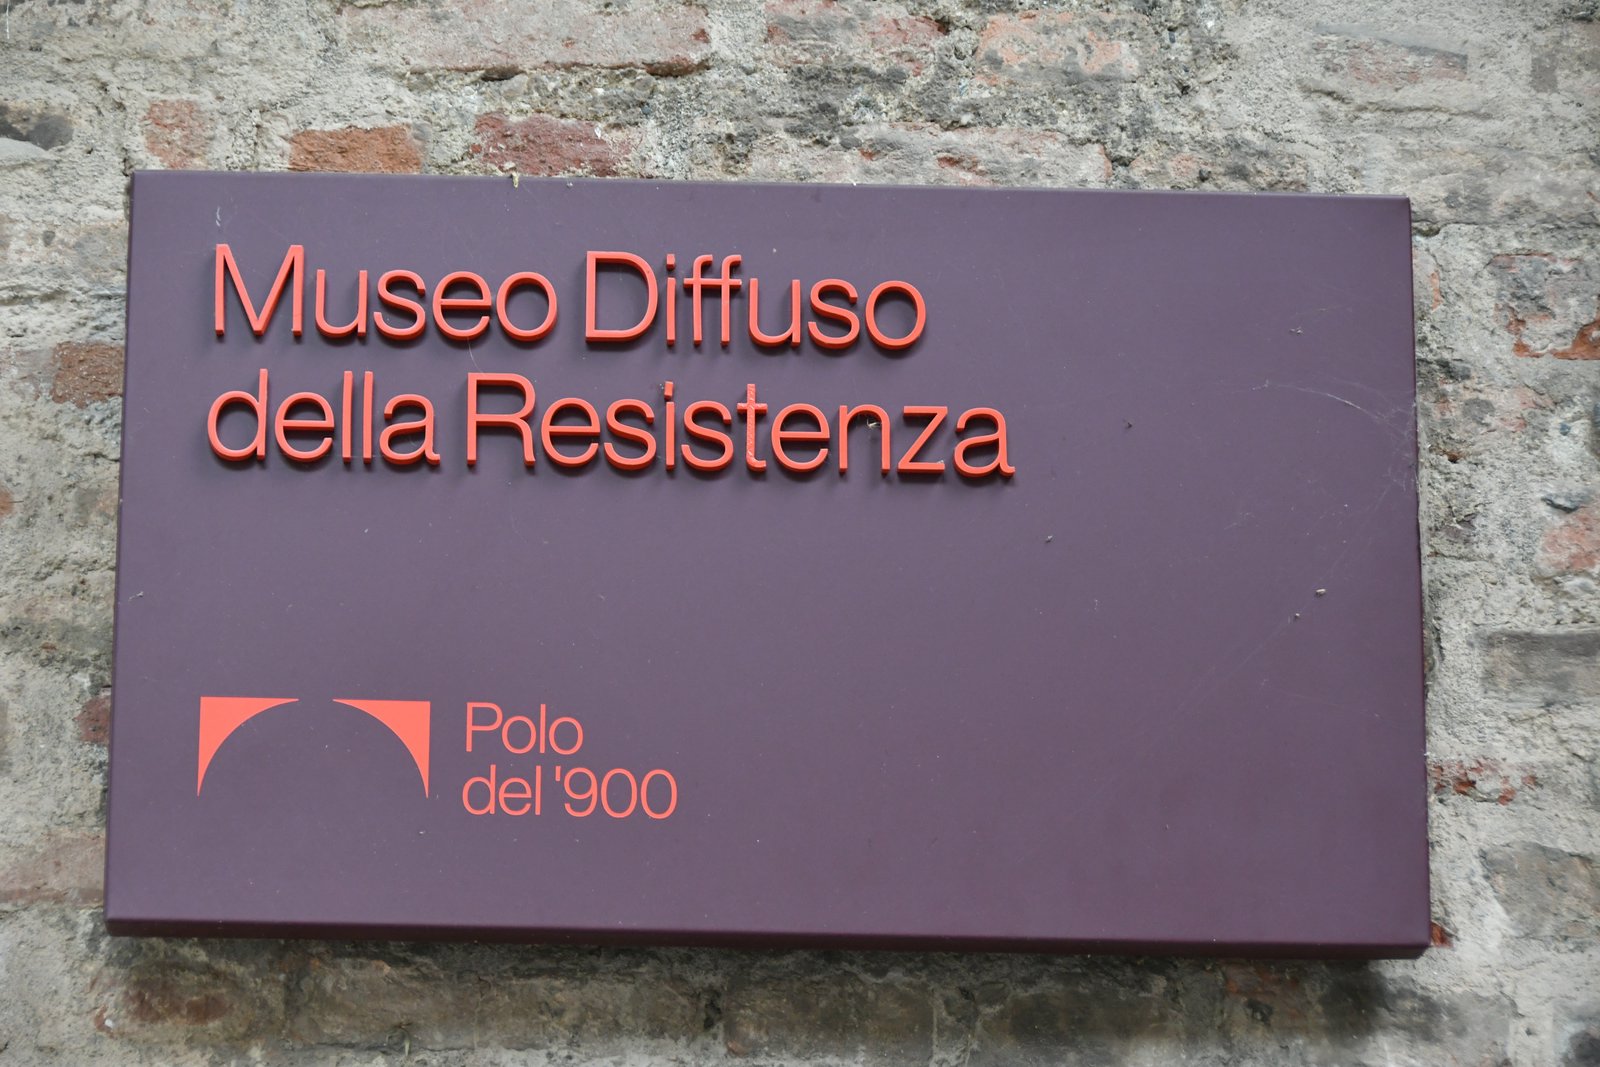 Museo Diffuso
della Resistenza
Polo
del '900